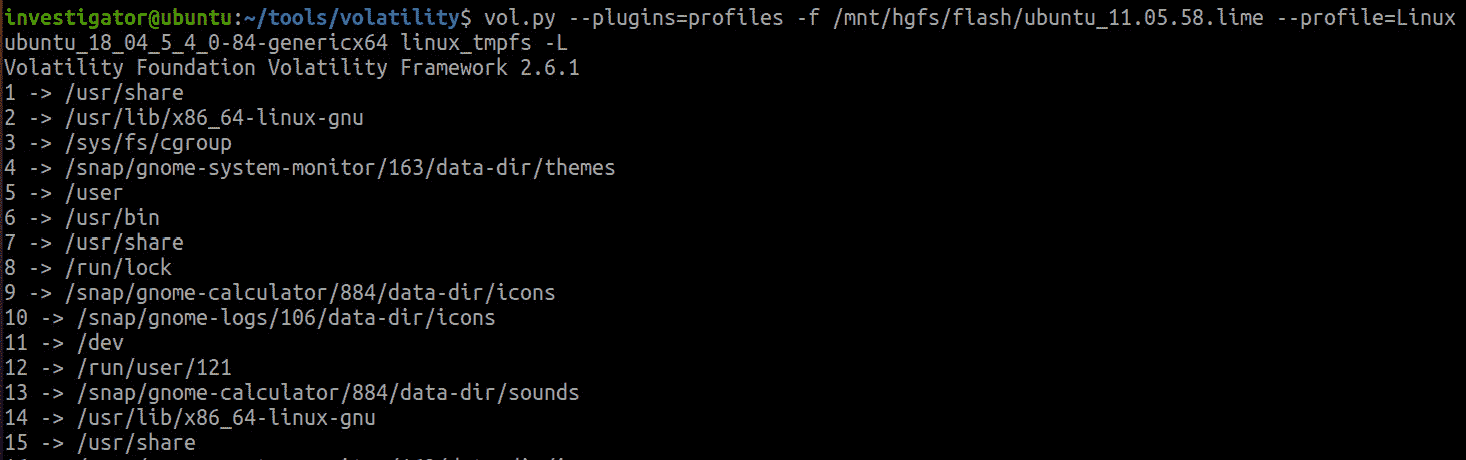 investigator@ubuntu:~/tools/volatility$ vol.py --plugins=profiles -f /mnt/hgfs/flash/ubuntu_11.05.58.lime --profile=Linux
ubuntu_18_04_5_4_0-84-genericx64 linux_tmpfs -L
Volatility Foundation Volatility Framework 2.6.1
1 -> /usr/share
2 -> /usr/lib/x86_64-linux-gnu
3 -> /sys/fs/cgroup
4 -> /snap/gnome-system-monitor/163/data-dir/themes
5 -> /user
6 -> /usr/bin
7 -> /usr/share
8 -> /run/lock
9 -> /snap/gnome-calculator/884/data-dir/icons
10 -> /snap/gnome-logs/106/data-dir/icons
11 -> /dev
12 -> /run/user/121
13 -> /snap/gnome-calculator/884/data-dir/sounds
14 -> /usr/lib/x86_64-linux-gnu
15 -> /usr/share